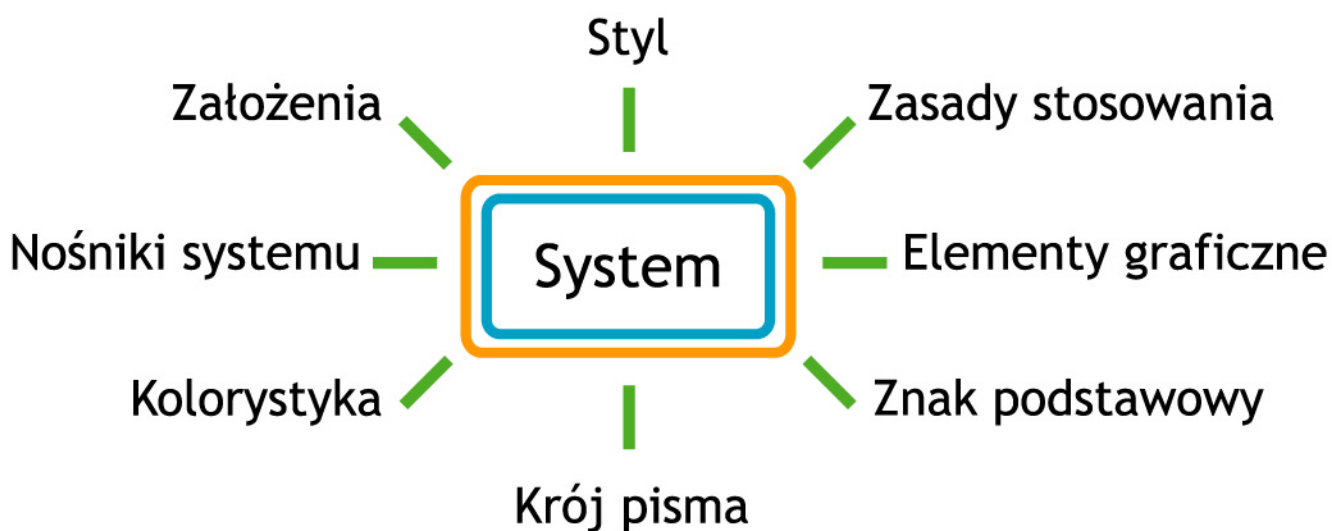 Styl
Założenia
Zasady stosowania
Nośniki systemu
System
Elementy graficzne
Kolorystyka
Znak podstawowy
Krój pisma